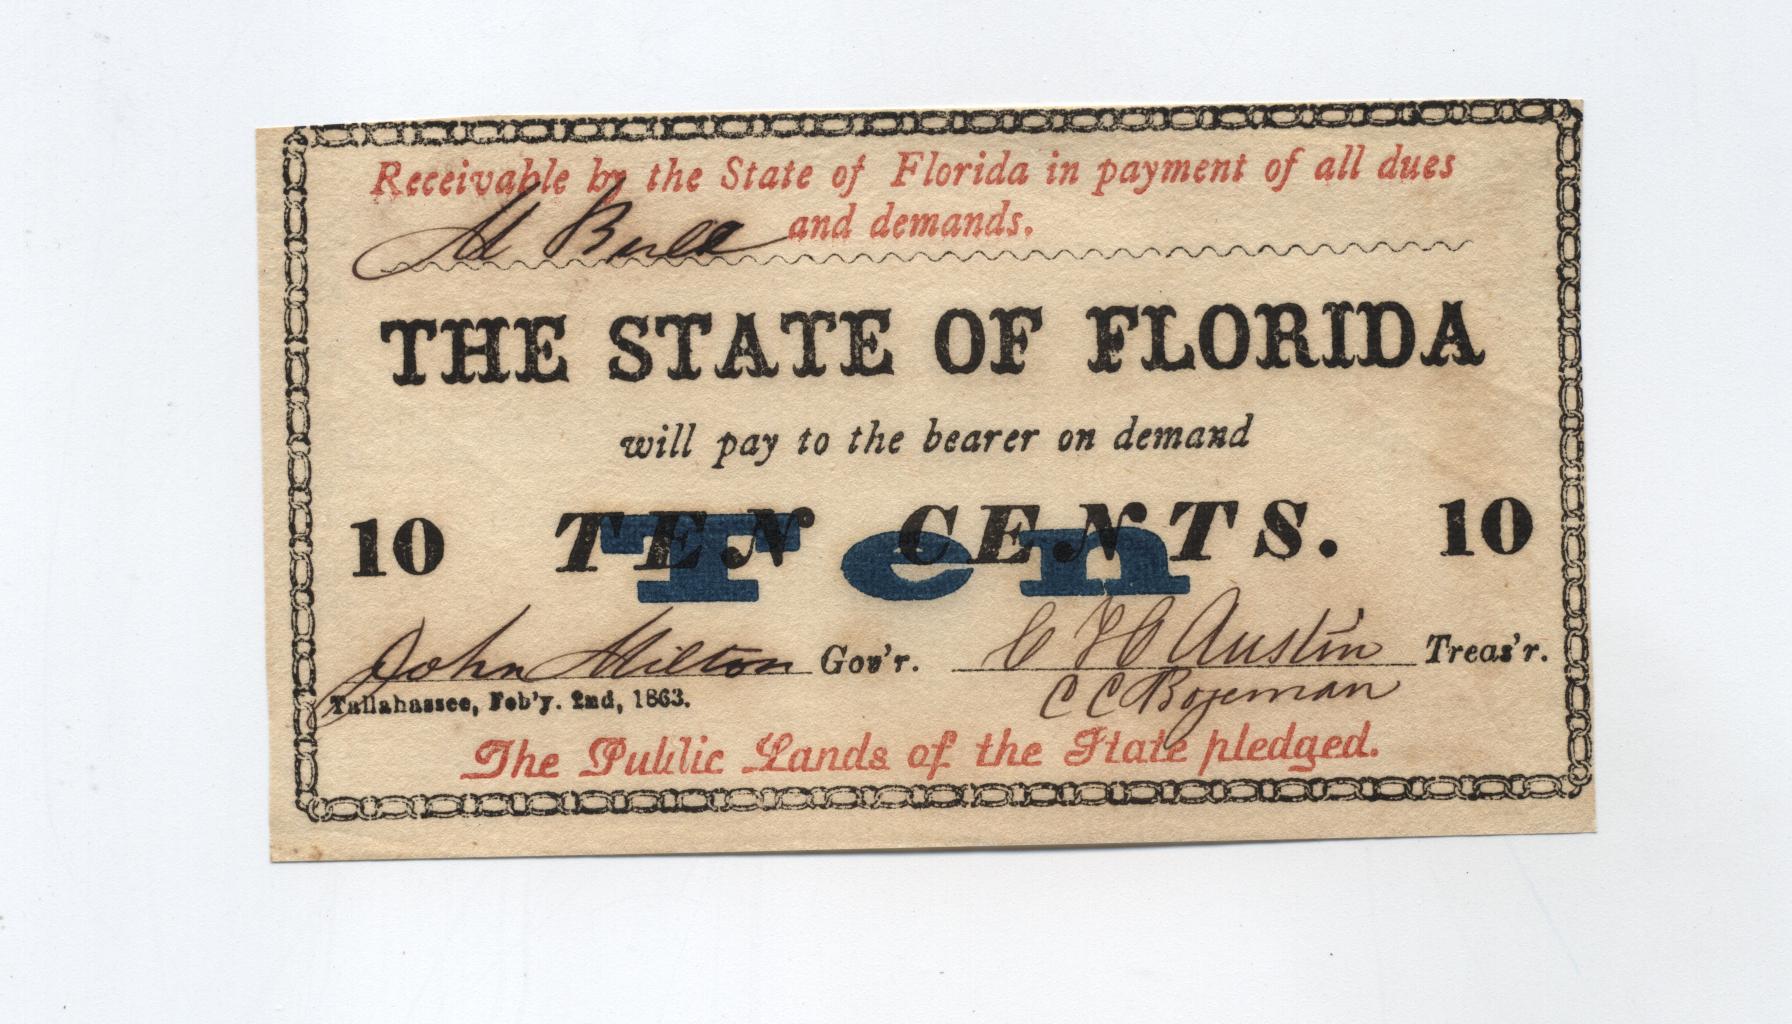 Receivable by the State of Florida in payment of all dues
and demands.
H Bull
THE STATE OF FLORIDA
will pay to the bearer on demand
10 TEN CENTS. 10
Ten
John Milton Gov'r. C H Austin Treas'r.
C C Bozeman
Tallahassee, Feb'y. 2nd, 1863.
The Public Lands of the State pledged.